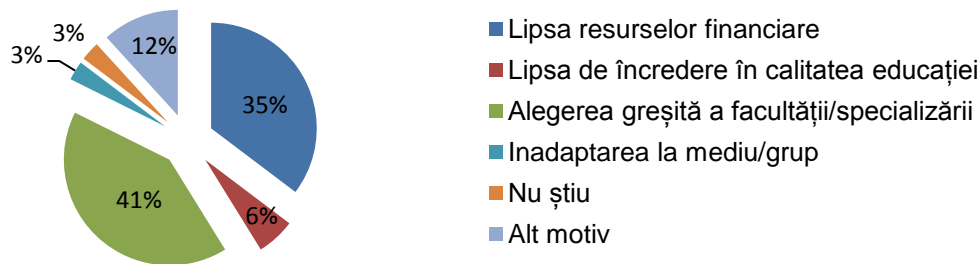 3%
3%
12%
35%
41%
6%
Lipsa resurselor financiare
Lipsa de încredere în calitatea educației
Alegerea greșită a facultății/specializării
Inadaptarea la mediu/grup
Nu știu
Alt motiv